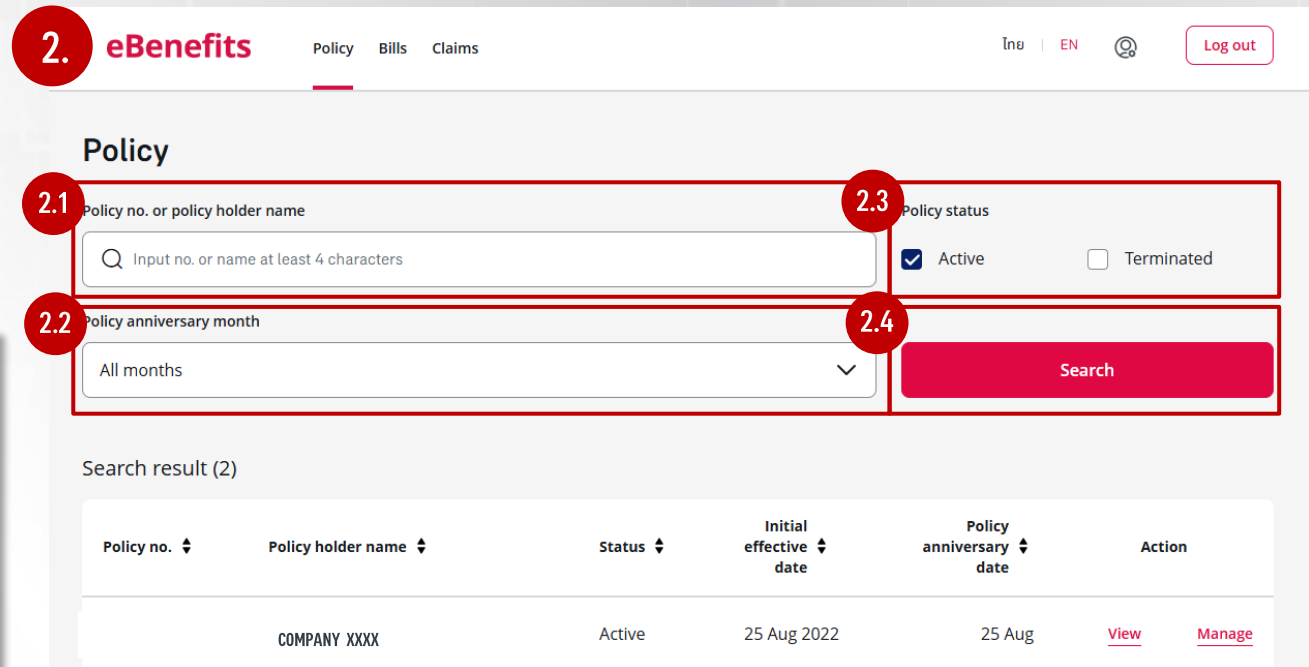 2.
eBenefits
Policy Bills Claims
ไทย | EN
Log out
Policy
2.1
Policy no. or policy holder name
Input no. or name at least 4 characters
2.3
Policy status
Active
Terminated
2.2
Policy anniversary month
All months
2.4
Search
Search result (2)
Policy no.
Policy holder name
Status
Initial
effective
date
Policy
anniversary
date
Action
COMPANY XXXX
Active
25 Aug 2022
25 Aug
View
Manage